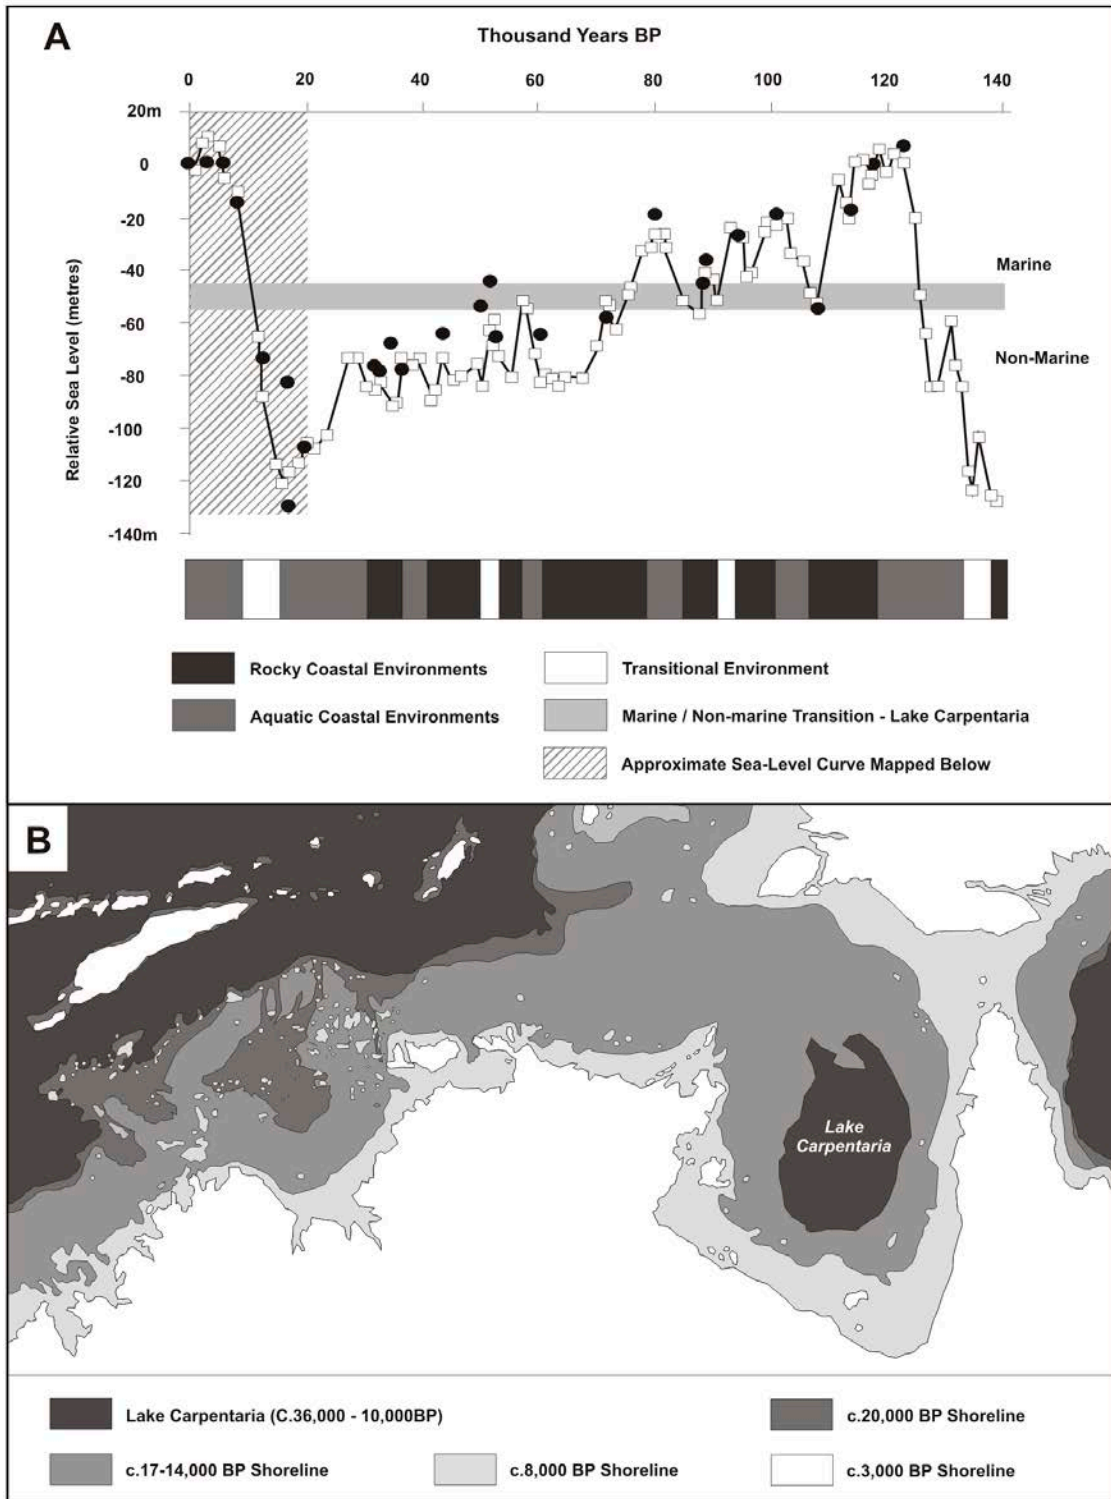 A
Thousand Years BP
0 20 40 60 80 100 120 140
20m
0
-20
-40
-60
-80
-100
-120
-140m
Relative Sea Level (metres)
Marine
Non-Marine
Rocky Coastal Environments
Transitional Environment
Aquatic Coastal Environments
Marine / Non-marine Transition - Lake Carpentaria
Approximate Sea-Level Curve Mapped Below
B
Lake
Carpentaria
Lake Carpentaria (C.36,000 - 10,000BP)
c.20,000 BP Shoreline
c.17-14,000 BP Shoreline
c.8,000 BP Shoreline
c.3,000 BP Shoreline